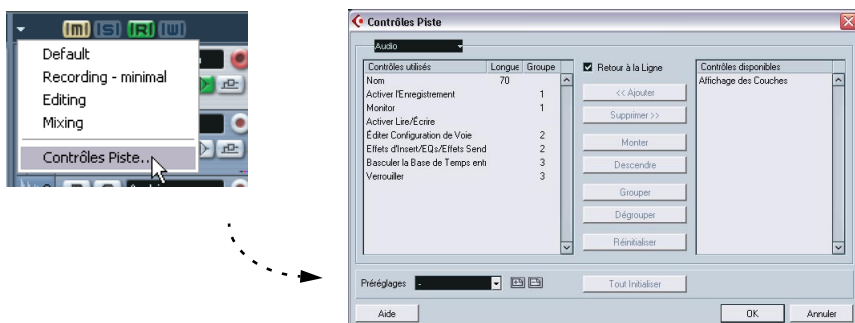 M S R W
Default
Recording - minimal
Editing
Mixing
Contrôles Piste...
Contrôles Piste
Audio
Contrôles utilisés Longue Groupe
Nom 70
Activer l'Enregistrement 1
Monitor 1
Activer Lire/Écrire
Éditer Configuration de Voie 2
Effets d'Insert/EQs/Effets Send 2
Basculer la Base de Temps entr 3
Verrouiller 3
Retour à la Ligne
<< Ajouter
Supprimer >>
Monter
Descendre
Grouper
Dégrouper
Réinitialiser
Contrôles disponibles
Affichage des Couches
Préréglages -
Tout Initialiser
Aide
OK Annuler